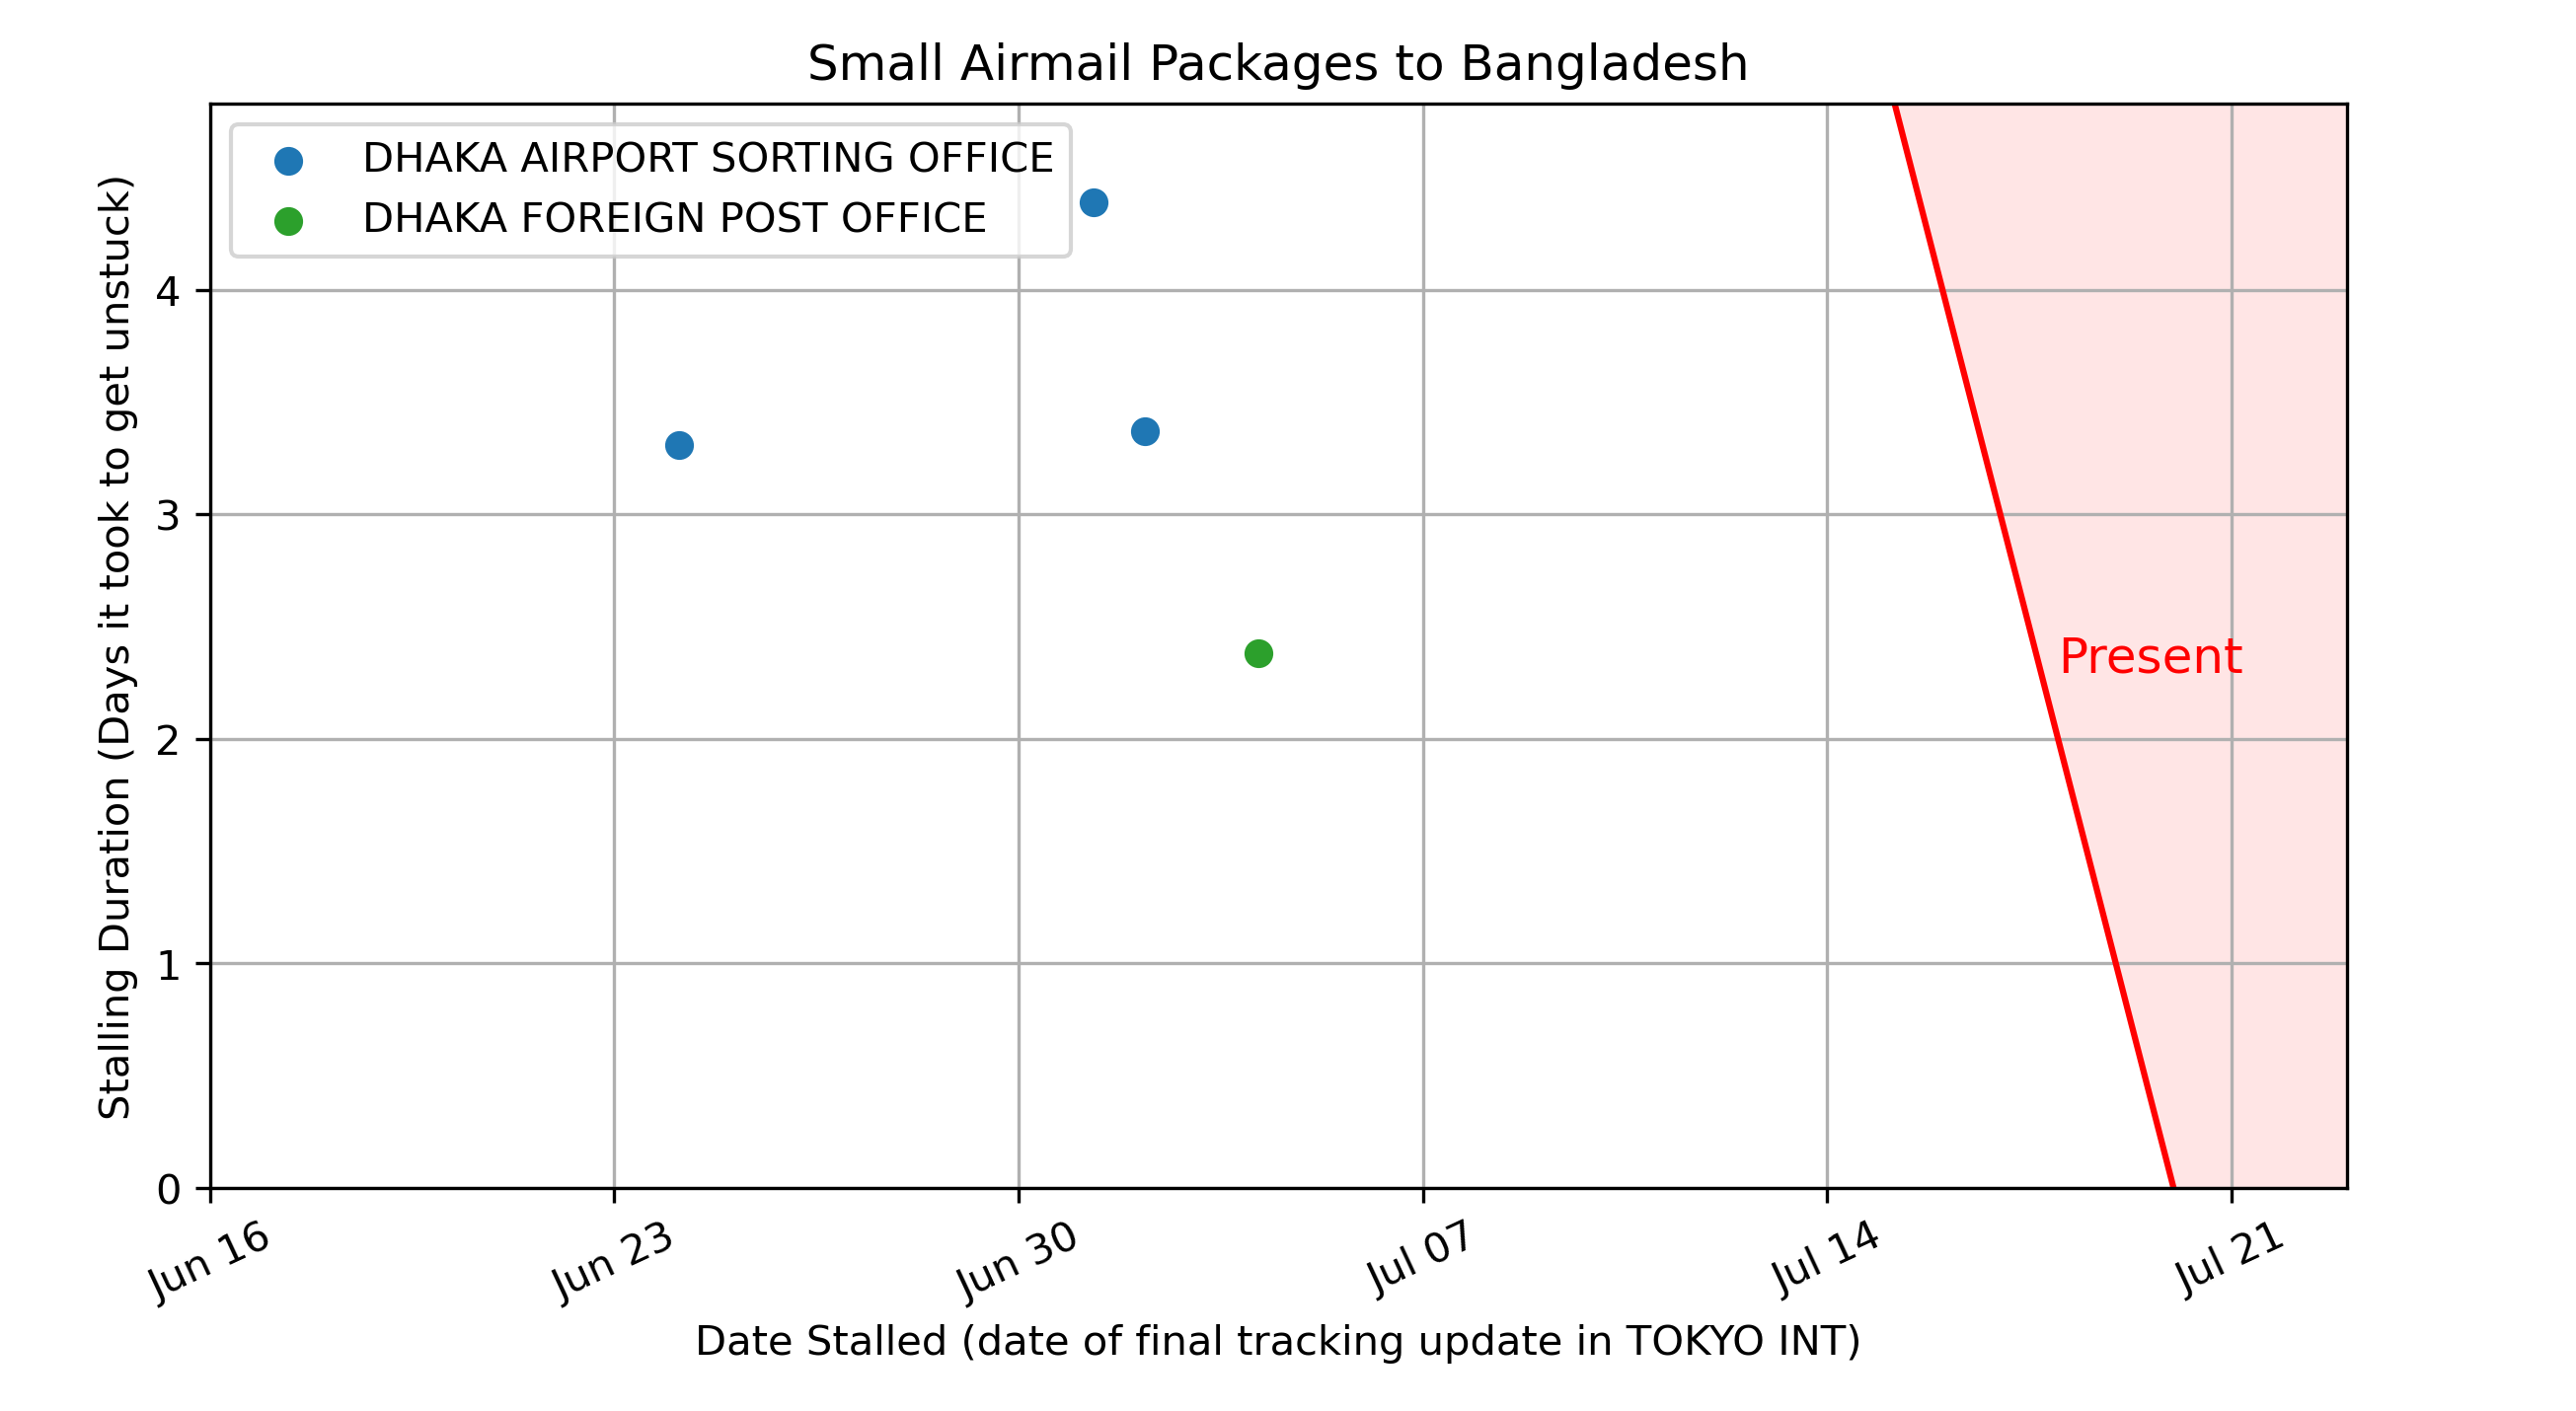 Small Airmail Packages to Bangladesh
DHAKA AIRPORT SORTING OFFICE
DHAKA FOREIGN POST OFFICE
Stalling Duration (Days it took to get unstuck)
4
3
2
1
0
Present
Jun 16
Jun 23
Jun 30
Jul 07
Jul 14
Jul 21
Date Stalled (date of final tracking update in TOKYO INT)